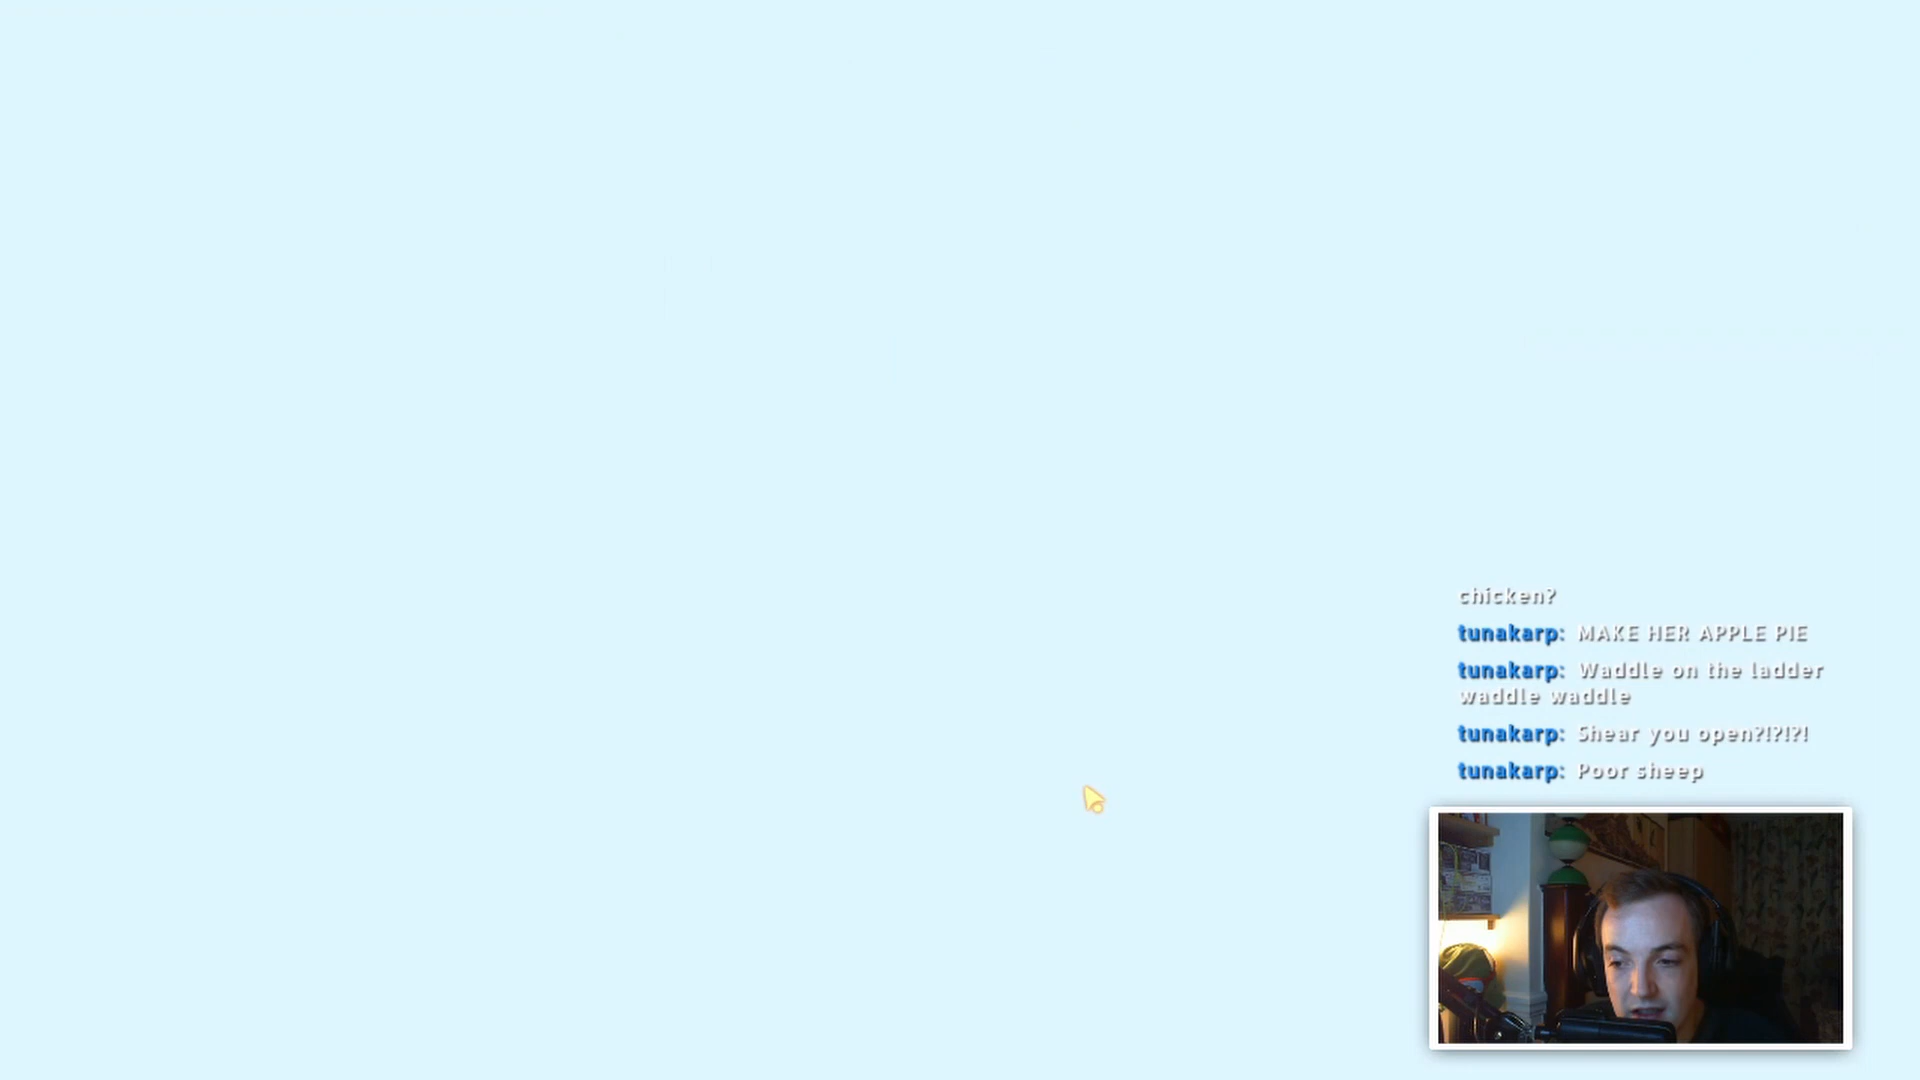 chicken?
tunakarp: MAKE HER APPLE PIE
tunakarp: Waddle on the ladder
waddle waddle
tunakarp: Shear you open?!?!?!
tunakarp: Poor sheep